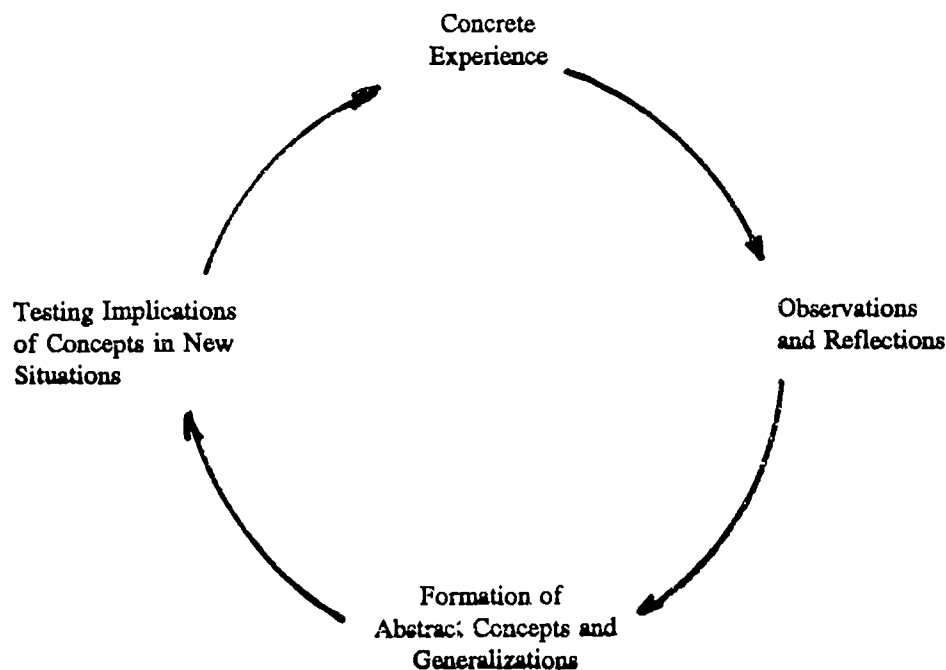 Concrete
Experience
Observations
and Reflections
Formation of
Abstract Concepts and
Generalizations
Testing Implications
of Concepts in New
Situations